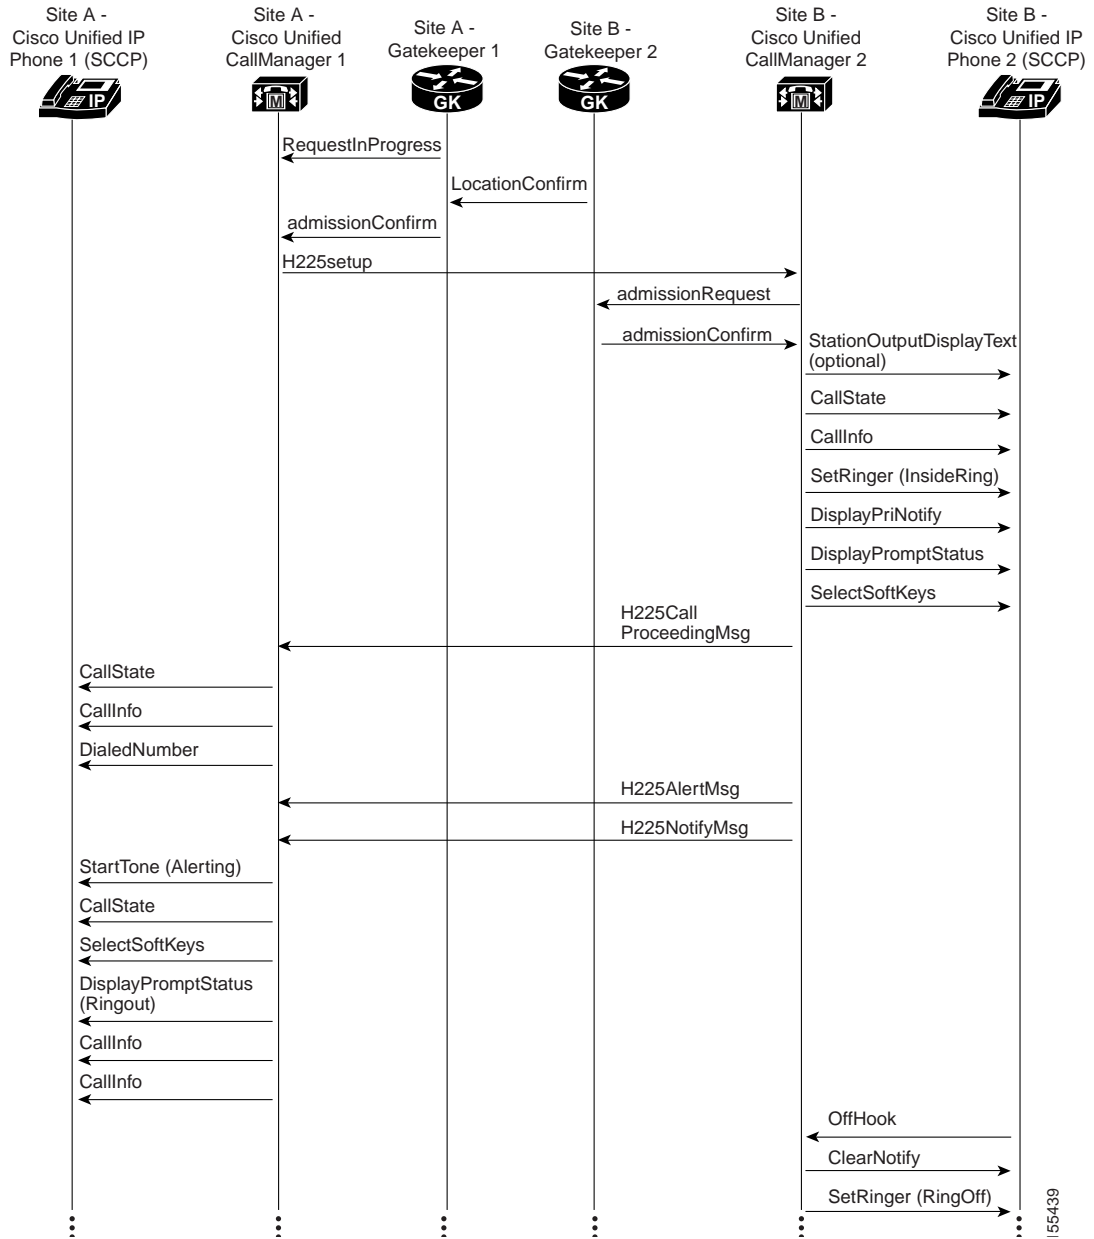 Site A -
Cisco Unified IP
Phone 1 (SCCP)
Site A -
Cisco Unified
CallManager 1
Site A -
Gatekeeper 1
Site B -
Gatekeeper 2
Site B -
Cisco Unified
CallManager 2
Site B -
Cisco Unified IP
Phone 2 (SCCP)
IP
M
GK
GK
M
IP
RequestInProgress
LocationConfirm
admissionConfirm
H225setup
admissionRequest
admissionConfirm
StationOutputDisplayText
(optional)
CallState
CallInfo
SetRinger (InsideRing)
DisplayPriNotify
DisplayPromptStatus
SelectSoftKeys
H225Call
ProceedingMsg
CallState
CallInfo
DialedNumber
H225AlertMsg
H225NotifyMsg
StartTone (Alerting)
CallState
SelectSoftKeys
DisplayPromptStatus
(Ringout)
CallInfo
CallInfo
OffHook
ClearNotify
SetRinger (RingOff)
155439